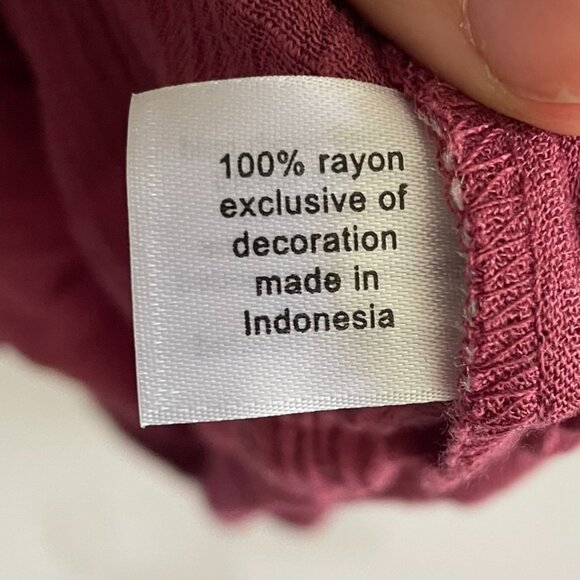 100% rayon
exclusive of
decoration
made in
Indonesia